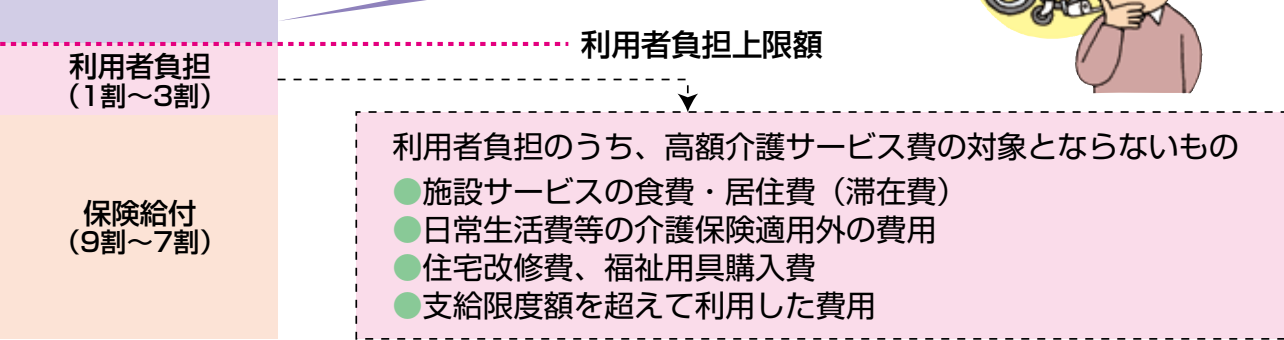 利用者負担上限額
利用者負担
（1割～3割）
保険給付
（9割～7割）
利用者負担のうち、高額介護サービス費の対象とならないもの
●施設サービスの食費・居住費（滞在費）
●日常生活費等の介護保険適用外の費用
●住宅改修費、福祉用具購入費
●支給限度額を超えて利用した費用